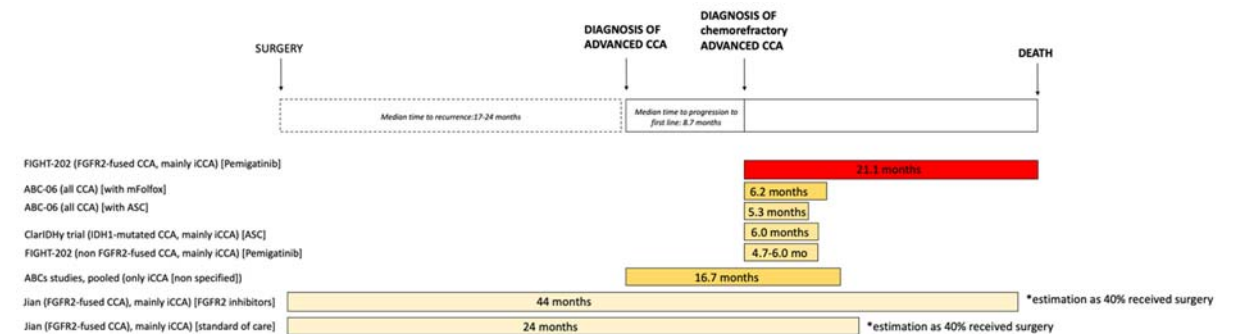 SURGERY
DIAGNOSIS OF
ADVANCED CCA
DIAGNOSIS OF
chemorefractory
ADVANCED CCA
DEATH
Median time to recurrence:17-24 months
Median time to progression to
first line: 8.7 months
FIGHT-202 (FGFR2-fused CCA, mainly iCCA) [Pemigatinib]
21.1 months
ABC-06 (all CCA) [with mFolfox]
6.2 months
ABC-06 (all CCA) [with ASC]
5.3 months
ClarIDHy trial (IDH1-mutated CCA, mainly iCCA) [ASC]
6.0 months
FIGHT-202 (non FGFR2-fused CCA, mainly iCCA) [Pemigatinib]
4.7-6.0 mo
ABCs studies, pooled (only iCCA [non specified])
16.7 months
Jian (FGFR2-fused CCA), mainly iCCA) [FGFR2 inhibitors]
44 months
*estimation as 40% received surgery
Jian (FGFR2-fused CCA), mainly iCCA) [standard of care]
24 months
*estimation as 40% received surgery